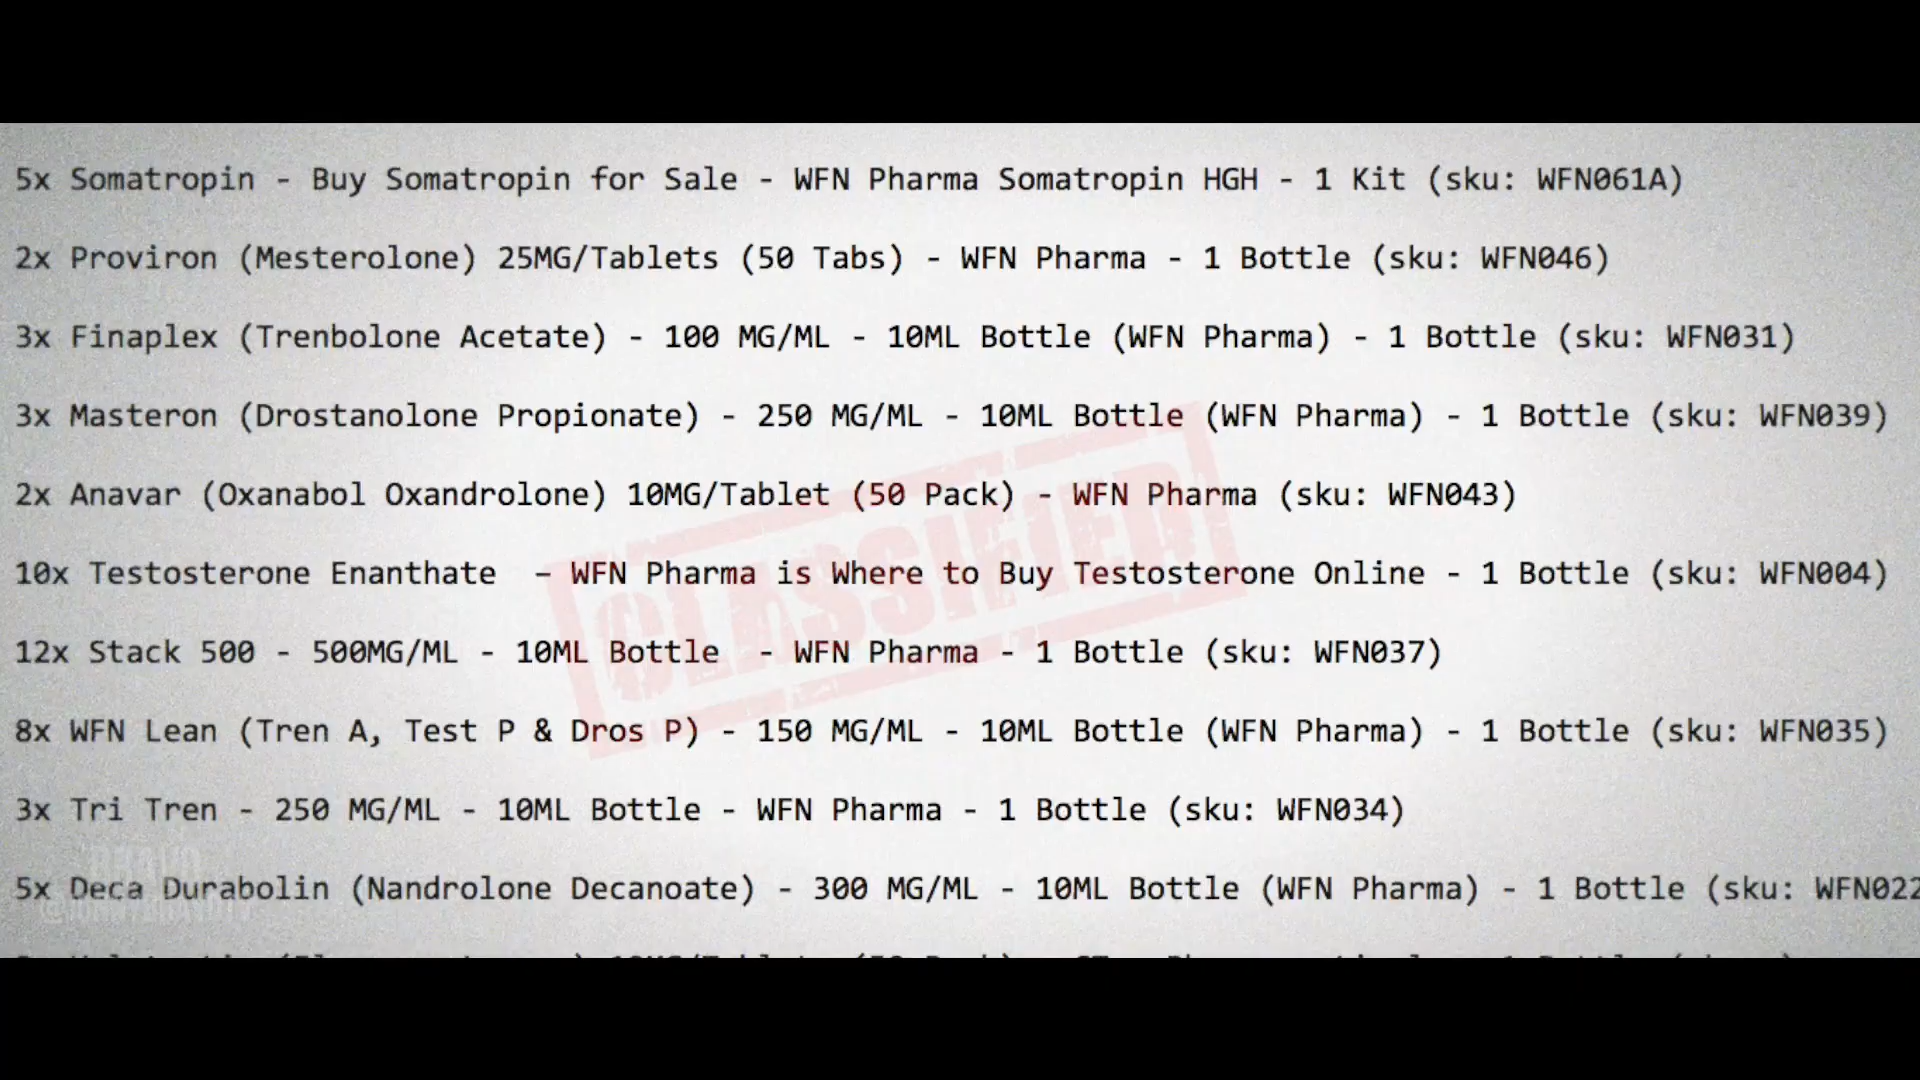 5x Somatropin - Buy Somatropin for Sale - WFN Pharma Somatropin HGH - 1 Kit (sku: WFN061A)
2x Proviron (Mesterolone) 25MG/Tablets (50 Tabs) - WFN Pharma - 1 Bottle (sku: WFN046)
3x Finaplex (Trenbolone Acetate) - 100 MG/ML - 10ML Bottle (WFN Pharma) - 1 Bottle (sku: WFN031)
3x Masteron (Drostanolone Propionate) - 250 MG/ML - 10ML Bottle (WFN Pharma) - 1 Bottle (sku: WFN039)
2x Anavar (Oxanabol Oxandrolone) 10MG/Tablet (50 Pack) - WFN Pharma (sku: WFN043)
10x Testosterone Enanthate – WFN Pharma is Where to Buy Testosterone Online - 1 Bottle (sku: WFN004)
12x Stack 500 - 500MG/ML - 10ML Bottle - WFN Pharma - 1 Bottle (sku: WFN037)
8x WFN Lean (Tren A, Test P & Dros P) - 150 MG/ML - 10ML Bottle (WFN Pharma) - 1 Bottle (sku: WFN035)
3x Tri Tren - 250 MG/ML - 10ML Bottle - WFN Pharma - 1 Bottle (sku: WFN034)
5x Deca Durabolin (Nandrolone Decanoate) - 300 MG/ML - 10ML Bottle (WFN Pharma) - 1 Bottle (sku: WFN022
CLASSIFIED